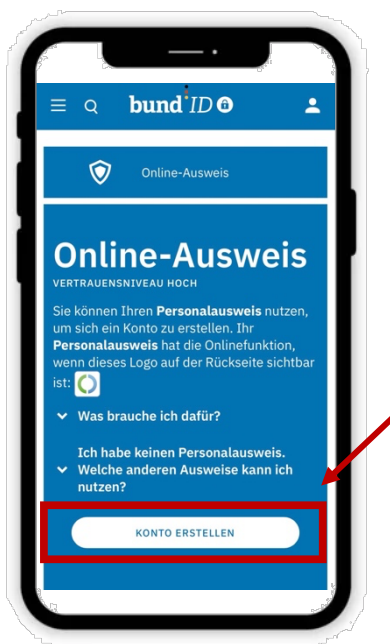 bund ID
Online-Ausweis
Online-Ausweis
VERTRAUENSNIVEAU HOCH
Sie können Ihren Personalausweis nutzen,
um sich ein Konto zu erstellen. Ihr
Personalausweis hat die Onlinefunktion,
wenn dieses Logo auf der Rückseite sichtbar
ist:
Was brauche ich dafür?
Ich habe keinen Personalausweis.
Welche anderen Ausweise kann ich
nutzen?
KONTO ERSTELLEN